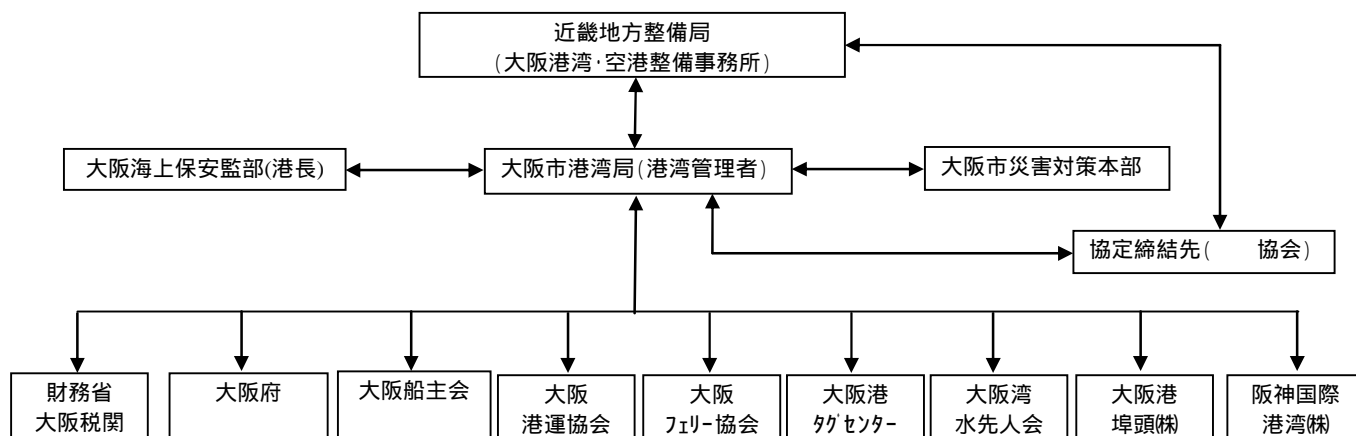 近畿地方整備局
(大阪港湾･空港整備事務所)
大阪海上保安監部(港長)
大阪市港湾局(港湾管理者)
大阪市災害対策本部
協定締結先(　　協会)
財務省
大阪税関
大阪府
大阪船主会
大阪
港運協会
大阪
ﾌｪﾘｰ協会
大阪港
ﾀｸﾞｾﾝﾀｰ
大阪湾
水先人会
大阪港
埠頭㈱
阪神国際
港湾㈱